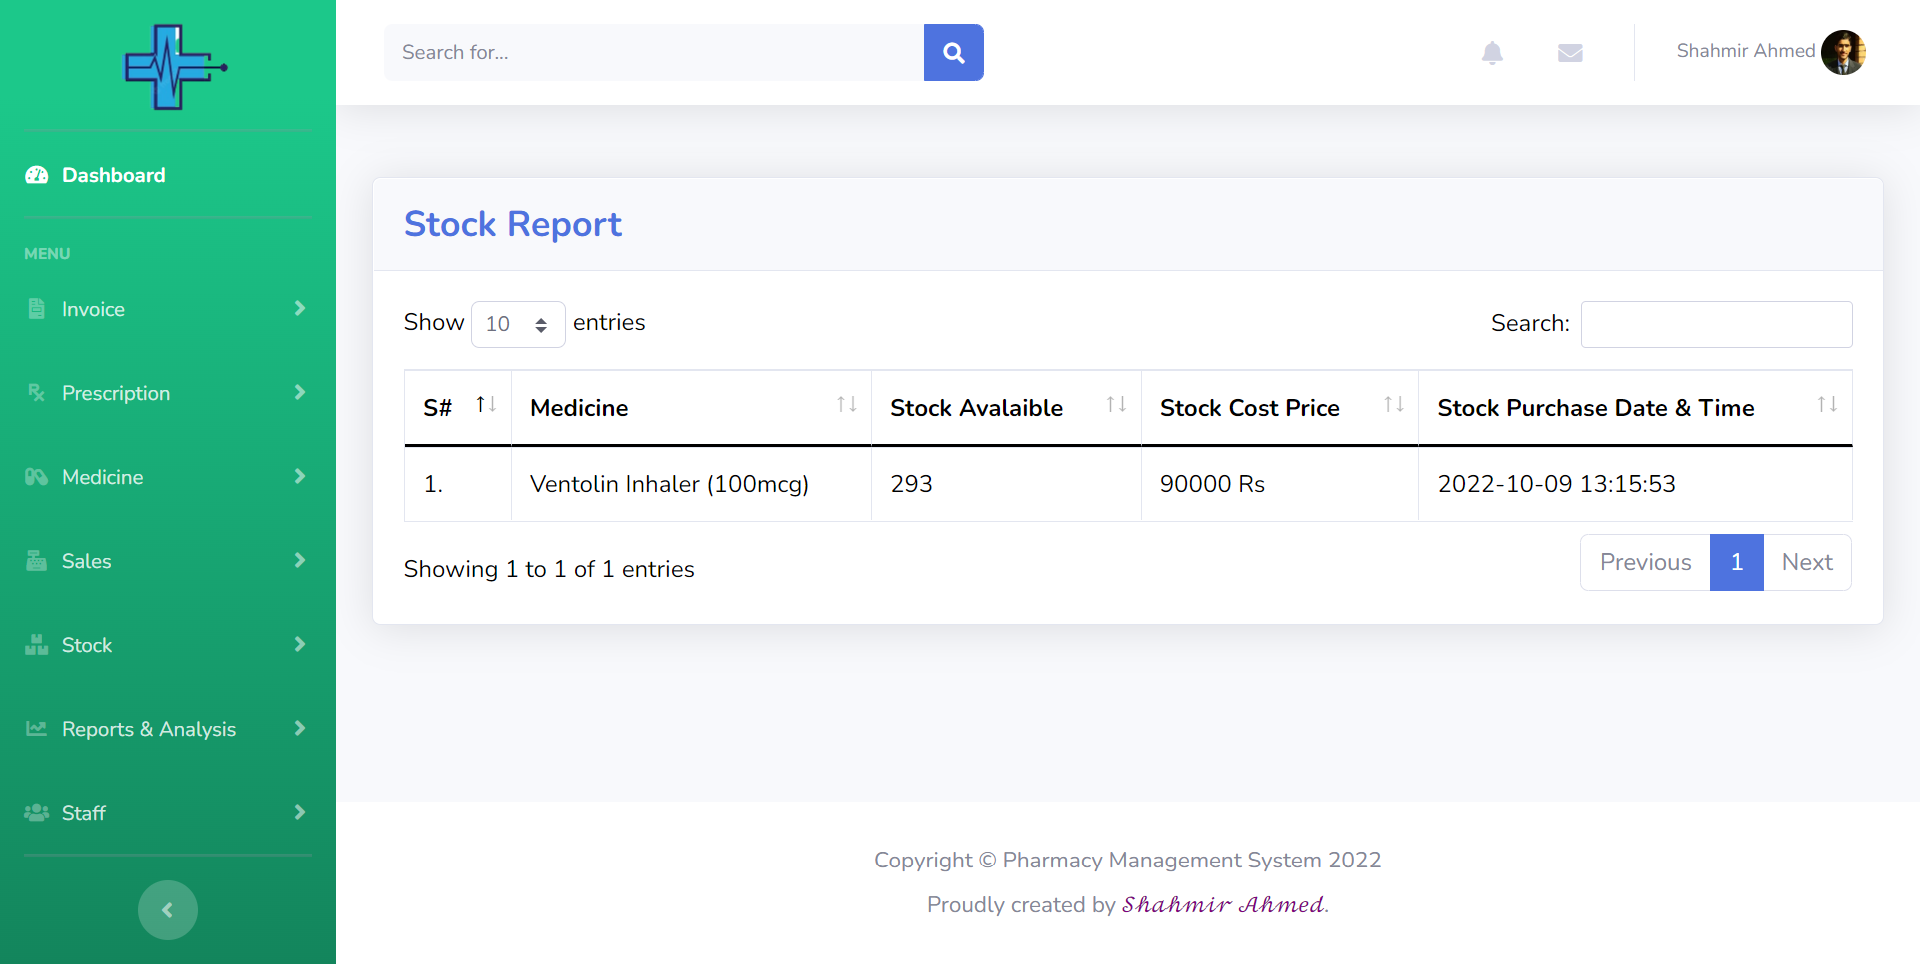 Search for...
Shahmir Ahmed
Dashboard
MENU
Invoice
Prescription
Medicine
Sales
Stock
Reports & Analysis
Staff
Stock Report
Show 10 entries
Search:
S# Medicine Stock Avalaible Stock Cost Price Stock Purchase Date & Time
1. Ventolin Inhaler (100mcg) 293 90000 Rs 2022-10-09 13:15:53
Showing 1 to 1 of 1 entries
Previous 1 Next
Copyright © Pharmacy Management System 2022
Proudly created by Shahmir Ahmed.